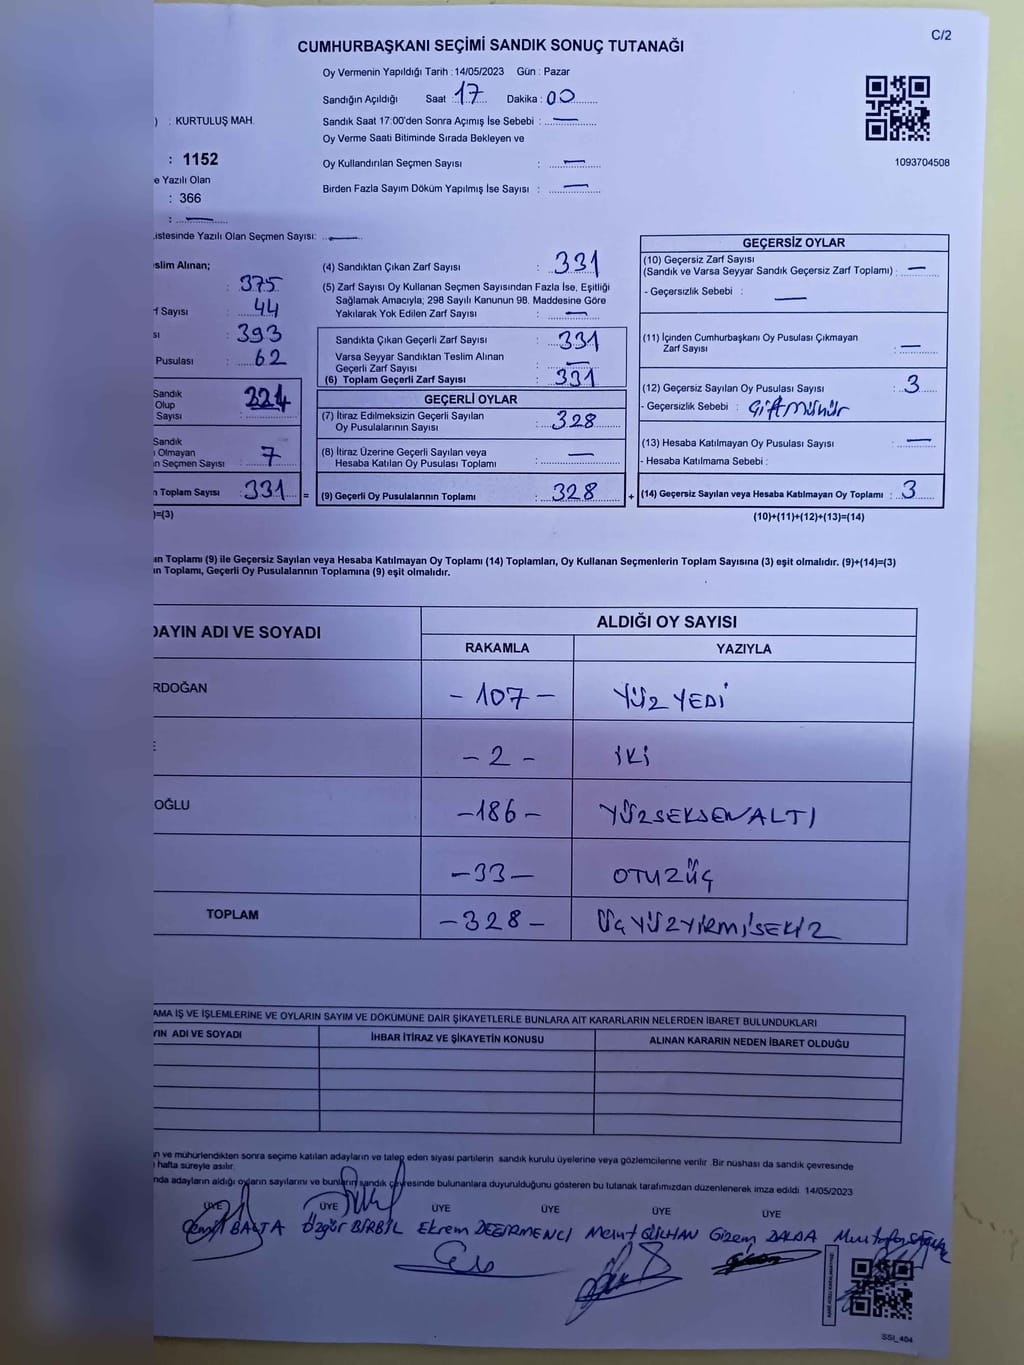 C/2
CUMHURBAŞKANI SEÇİMİ SANDIK SONUÇ TUTANAĞI
Oy Vermenin Yapıldığı Tarih : 14/05/2023 Gün : Pazar
Sandığın Açıldığı Saat : 17 Dakika : 00
) : KURTULUŞ MAH.
Sandık Saat 17:00'den Sonra Açımış İse Sebebi : —
Oy Verme Saati Bitiminde Sırada Bekleyen ve
: 1152
Oy Kullandırılan Seçmen Sayısı : —
1093704508
e Yazılı Olan
Birden Fazla Sayım Döküm Yapılmış İse Sayısı : —
: 366
: —
istesinde Yazılı Olan Seçmen Sayısı: —
slim Alınan;
: 375
f Sayısı : 44
sı : 393
Pusulası : 62
Sandık
Olup
Sayısı 324
Sandık
Olmayan
n Seçmen Sayısı 7
n Toplam Sayısı : 331 =
)=(3)
(4) Sandıktan Çıkan Zarf Sayısı : 331
(5) Zarf Sayısı Oy Kullanan Seçmen Sayısından Fazla İse, Eşitliği
Sağlamak Amacıyla; 298 Sayılı Kanunun 98. Maddesine Göre
Yakılarak Yok Edilen Zarf Sayısı : —
Sandıkta Çıkan Geçerli Zarf Sayısı : 331
Varsa Seyyar Sandıktan Teslim Alınan
Geçerli Zarf Sayısı : —
(6) Toplam Geçerli Zarf Sayısı : 331
GEÇERLİ OYLAR
(7) İtiraz Edilmeksizin Geçerli Sayılan
Oy Pusulalarının Sayısı : 328
(8) İtiraz Üzerine Geçerli Sayılan veya
Hesaba Katılan Oy Pusulası Toplamı : —
(9) Geçerli Oy Pusulalarının Toplamı : 328 +
GEÇERSİZ OYLAR
(10) Geçersiz Zarf Sayısı
(Sandık ve Varsa Seyyar Sandık Geçersiz Zarf Toplamı) : —
- Geçersizlik Sebebi : —
(11) İçinden Cumhurbaşkanı Oy Pusulası Çıkmayan
Zarf Sayısı : —
(12) Geçersiz Sayılan Oy Pusulası Sayısı : 3
- Geçersizlik Sebebi : Çift mühür
(13) Hesaba Katılmayan Oy Pusulası Sayısı : —
- Hesaba Katılmama Sebebi :
(14) Geçersiz Sayılan veya Hesaba Katılmayan Oy Toplamı : 3
(10)+(11)+(12)+(13)=(14)
ın Toplamı (9) ile Geçersiz Sayılan veya Hesaba Katılmayan Oy Toplamı (14) Toplamları, Oy Kullanan Seçmenlerin Toplam Sayısına (3) eşit olmalıdır. (9)+(14)=(3)
ın Toplamı, Geçerli Oy Pusulalarının Toplamına (9) eşit olmalıdır.
DAYIN ADI VE SOYADI
ALDIĞI OY SAYISI
RAKAMLA YAZIYLA
RDOĞAN - 107 - YÜZ YEDİ
E - 2 - İKİ
OĞLU - 186 - YÜZSEKSENALTI
- 33 - OTUZÜÇ
TOPLAM - 328 - ÜÇYÜZYİRMİSEKİZ
AMA İŞ VE İŞLEMLERİNE VE OYLARIN SAYIM VE DÖKÜMÜNE DAİR ŞİKAYETLERLE BUNLARA AİT KARARLARIN NELERDEN İBARET BULUNDUKLARI
YIN ADI VE SOYADI İHBAR İTİRAZ VE ŞİKAYETİN KONUSU ALINAN KARARIN NEDEN İBARET OLDUĞU
n ve mühürlendikten sonra seçime katılan adayların ve talep eden siyasi partilerin sandık kurulu üyelerine veya gözlemcilerine verilir. Bir nüshası da sandık çevresinde
hafta süreyle asılır.
nda adayların aldığı oyların sayılarını ve bunların sandık çevresinde bulunanlara duyurulduğunu gösteren bu tutanak tarafımızdan düzenlenerek imza edildi. 14/05/2023
ÜYE ÜYE ÜYE ÜYE ÜYE ÜYE
Cemil BALTA Özgür BİRBİL Ekrem DEĞİRMENCİ Mesut GÜLHAN Gizem DALDA Mustafa
SSI_404